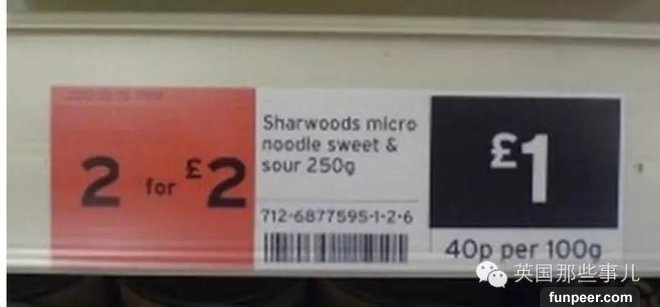 2 for £2
Sharwoods micro
noodle sweet &
sour 250g
712-6877595-1-2-6
£1
40p per 100g
英国那些事儿
funpeer.com